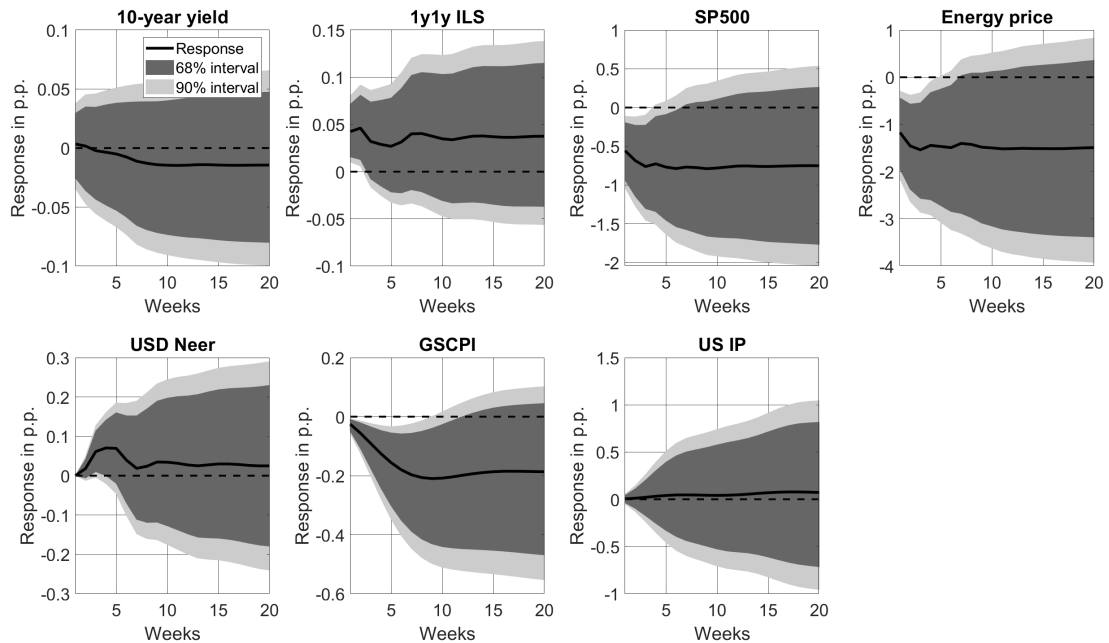 10-year yield
0.1
0.05
0
-0.05
-0.1
Response in p.p.
5 10 15 20
Weeks
Response
68% interval
90% interval
1y1y ILS
0.15
0.1
0.05
0
-0.05
-0.1
Response in p.p.
5 10 15 20
Weeks
SP500
1
0.5
0
-0.5
-1
-1.5
-2
Response in p.p.
5 10 15 20
Weeks
Energy price
1
0
-1
-2
-3
-4
Response in p.p.
5 10 15 20
Weeks
USD Neer
0.3
0.2
0.1
0
-0.1
-0.2
-0.3
Response in p.p.
5 10 15 20
Weeks
GSCPI
0.2
0
-0.2
-0.4
-0.6
Response in p.p.
5 10 15 20
Weeks
US IP
1.5
1
0.5
0
-0.5
-1
Response in p.p.
5 10 15 20
Weeks